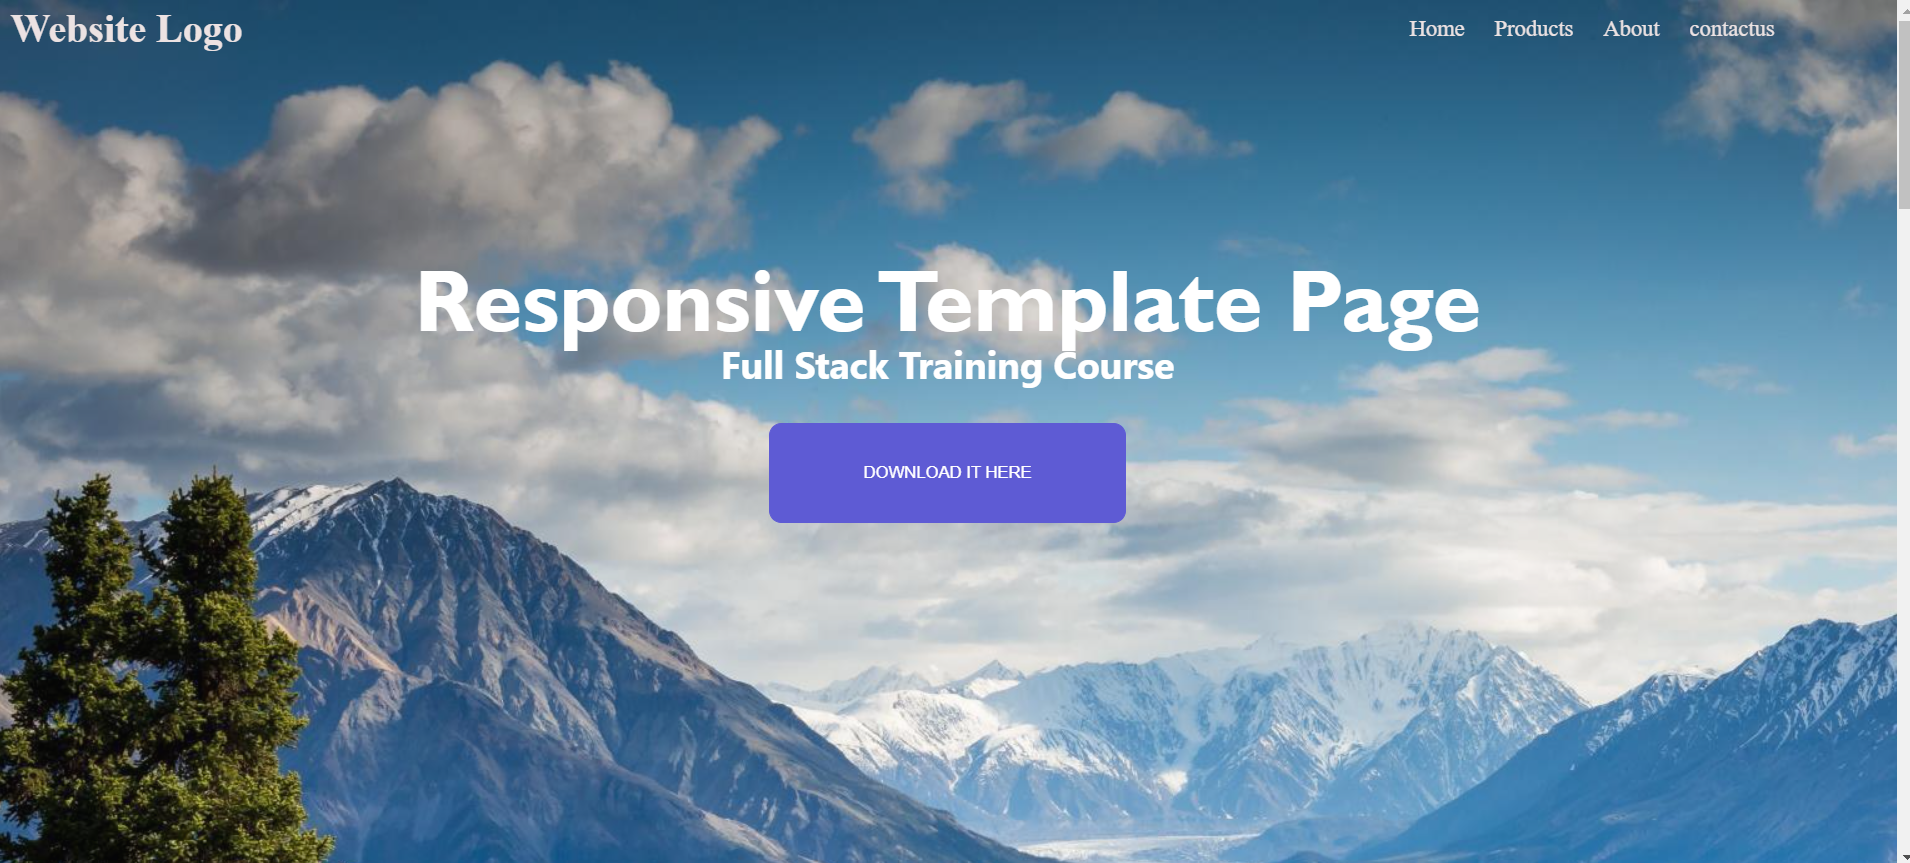 Website Logo
Home Products About contactus
Responsive Template Page
Full Stack Training Course
DOWNLOAD IT HERE